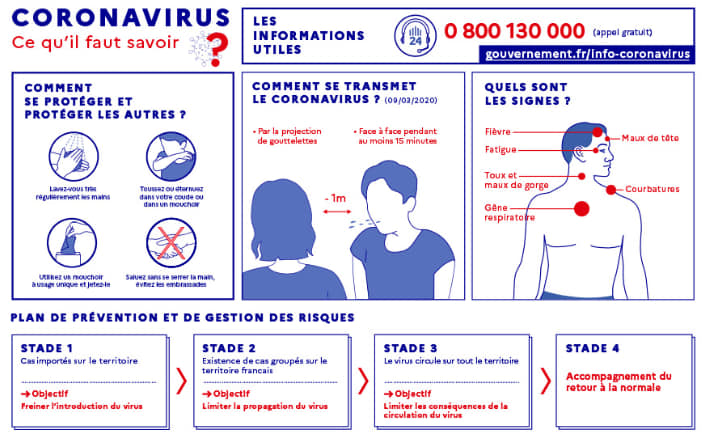 CORONAVIRUS
Ce qu'il faut savoir
?
LES
INFORMATIONS
UTILES
24
0 800 130 000 (appel gratuit)
gouvernement.fr/info-coronavirus
COMMENT
SE PROTÉGER ET
PROTÉGER LES AUTRES ?
Lavez-vous très
régulièrement les mains
Toussez ou éternuez
dans votre coude ou
dans un mouchoir
Utilisez un mouchoir
à usage unique et jetez-le
Saluez sans se serrer la main,
évitez les embrassades
COMMENT SE TRANSMET
LE CORONAVIRUS ? (09/03/2020)
• Par la projection
de gouttelettes
• Face à face pendant
au moins 15 minutes
- 1m
QUELS SONT
LES SIGNES ?
Fièvre
Maux de tête
Fatigue
Toux et
maux de gorge
Courbatures
Gêne
respiratoire
PLAN DE PRÉVENTION ET DE GESTION DES RISQUES
STADE 1
Cas importés sur le territoire
→ Objectif
Freiner l'introduction du virus
STADE 2
Existence de cas groupés sur le
territoire francais
→ Objectif
Limiter la propagation du virus
STADE 3
Le virus circule sur tout le territoire
→ Objectif
Limiter les conséquences de la
circulation du virus
STADE 4
Accompagnement du
retour à la normale